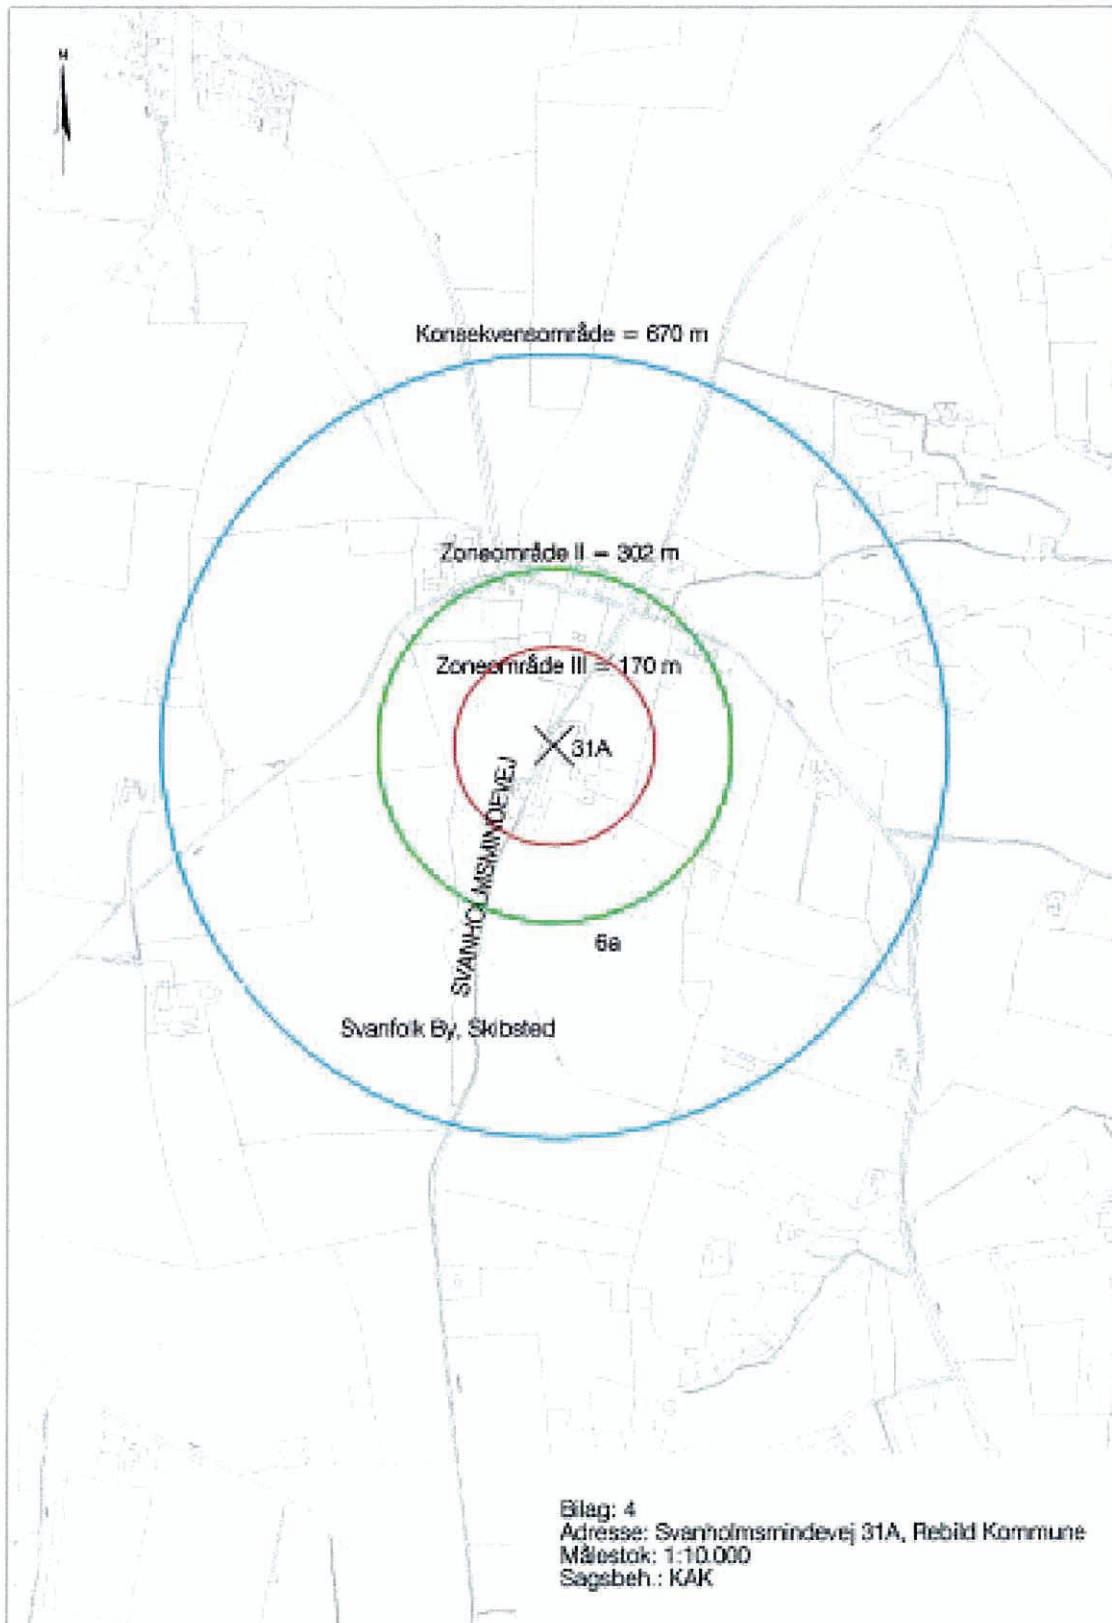 N
Konsekvensområde = 670 m
Zoneområde II = 302 m
Zoneområde III = 170 m
31A
SVANHOLMSMINDEVEJ
6a
Svanfolk By, Skibsted
Bilag: 4
Adresse: Svanholmsmindevej 31A, Rebild Kommune
Målestok: 1:10.000
Sagsbeh.: KAK